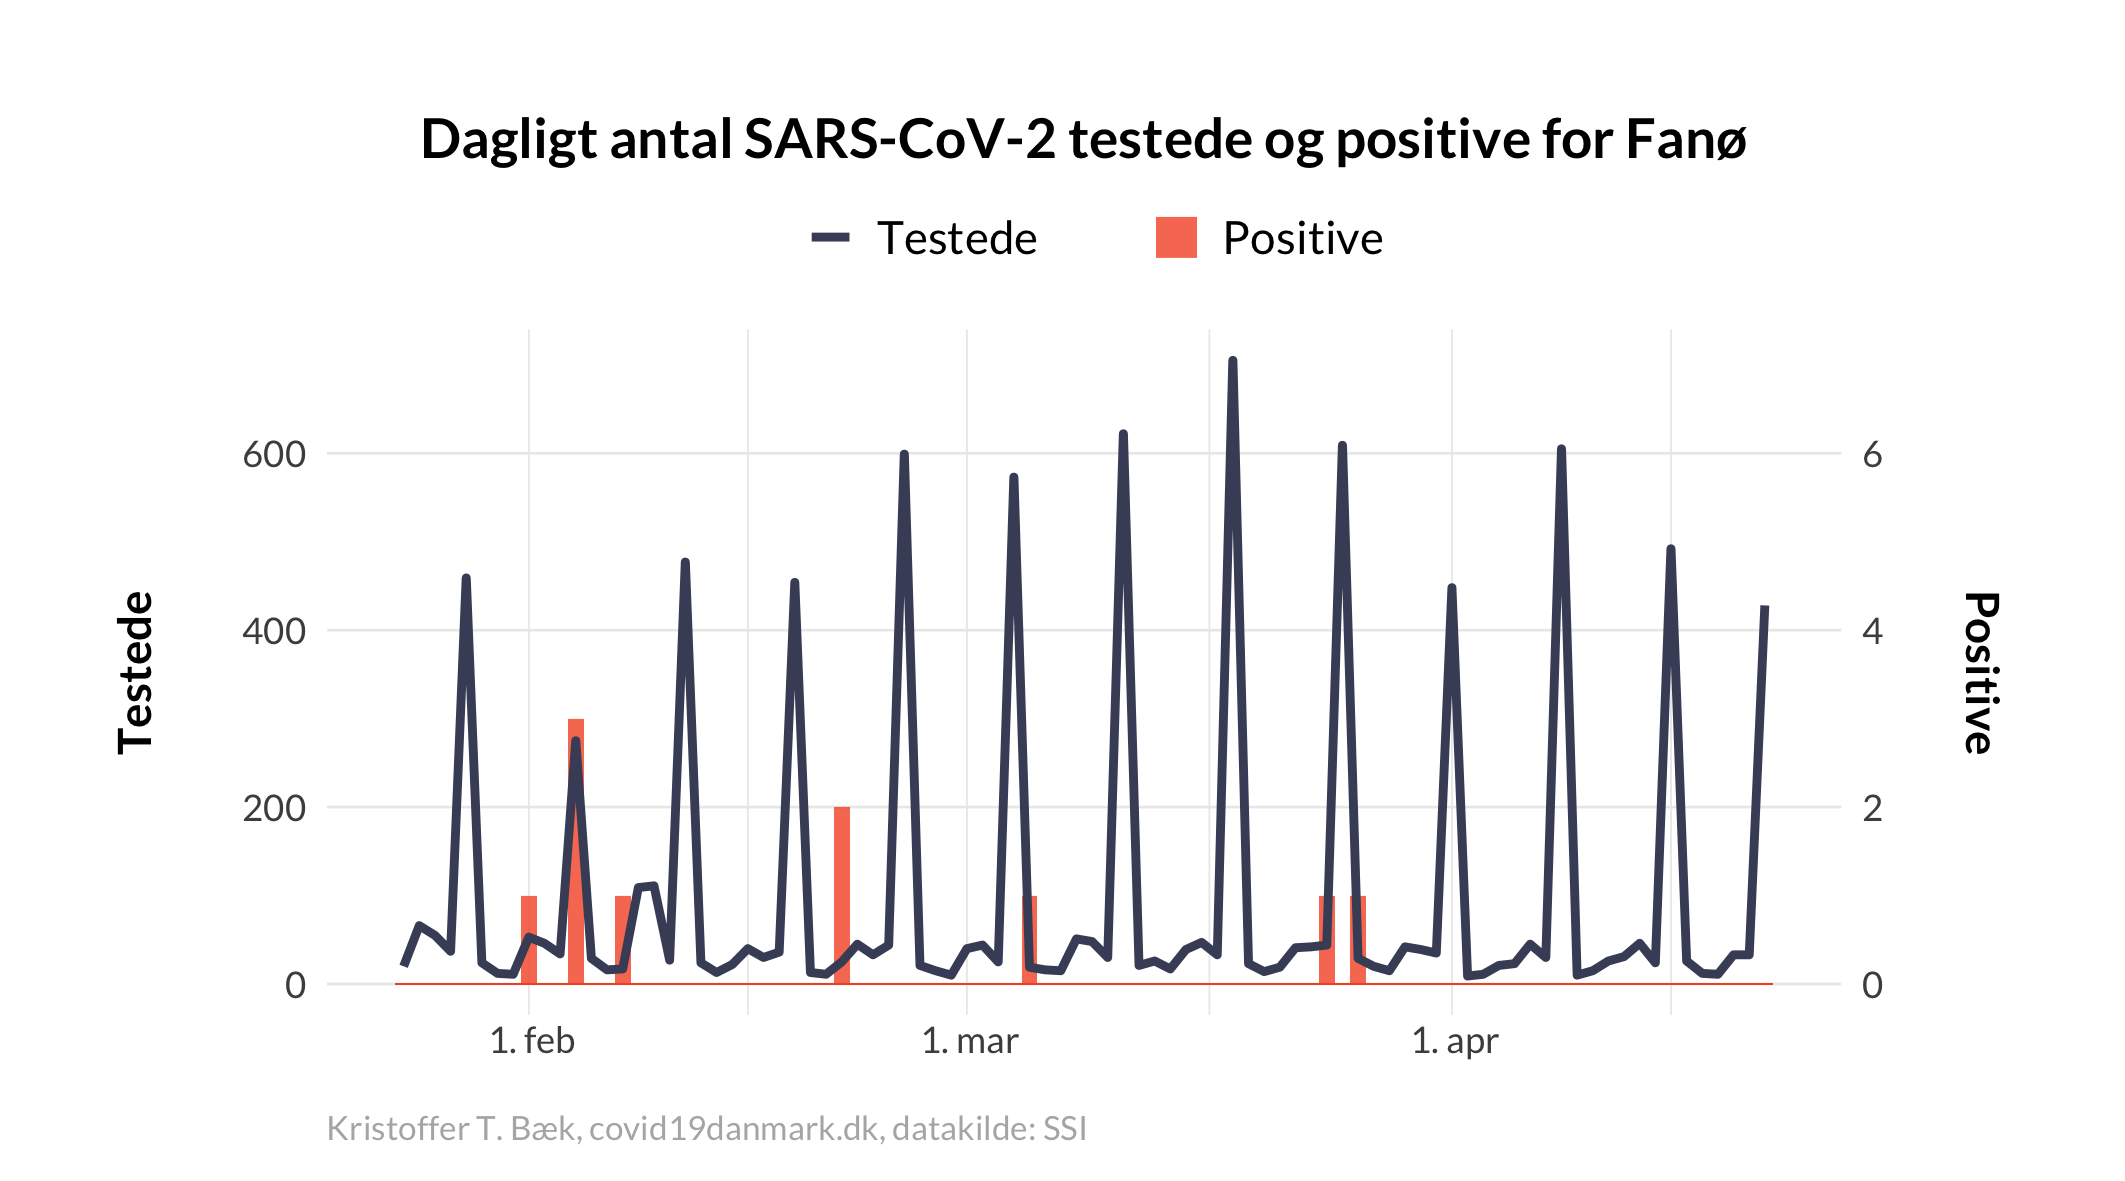 Dagligt antal SARS-CoV-2 testede og positive for Fanø
Testede
Positive
Testede
600
400
200
0
6
4
2
0
Positive
1. feb
1. mar
1. apr
Kristoffer T. Bæk, covid19danmark.dk, datakilde: SSI